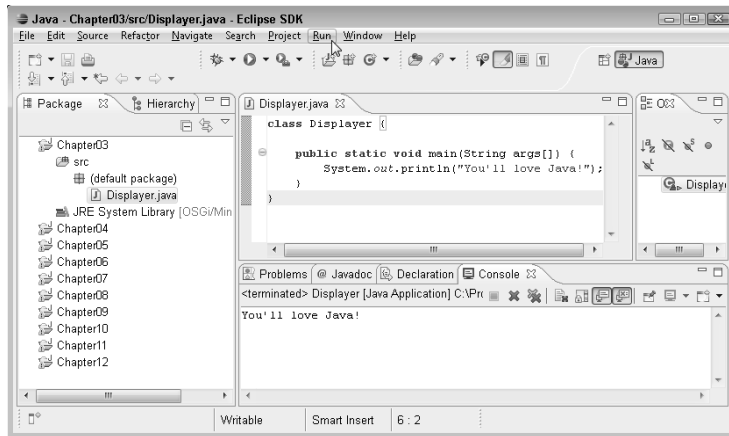 Java - Chapter03/src/Displayer.java - Eclipse SDK
File Edit Source Refactor Navigate Search Project Run Window Help
Java
Package Hierarchy
Chapter03
src
(default package)
Displayer.java
JRE System Library [OSGi/Min
Chapter04
Chapter05
Chapter06
Chapter07
Chapter08
Chapter09
Chapter10
Chapter11
Chapter12
Displayer.java
class Displayer {
public static void main(String args[]) {
System.out.println("You'll love Java!");
}
}
Displaye
Problems @ Javadoc Declaration Console
<terminated> Displayer [Java Application] C:\Pr
You'll love Java!
Writable Smart Insert 6 : 2